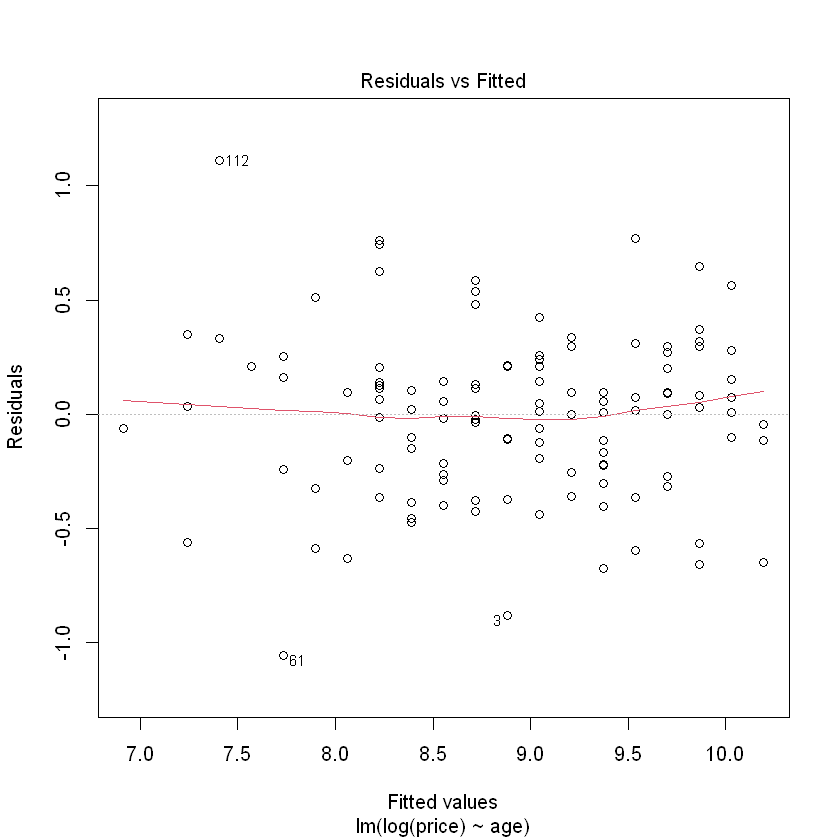 Residuals vs Fitted
Residuals
1.0
0.5
0.0
-0.5
-1.0
112
3
61
7.0 7.5 8.0 8.5 9.0 9.5 10.0
Fitted values
lm(log(price) ~ age)